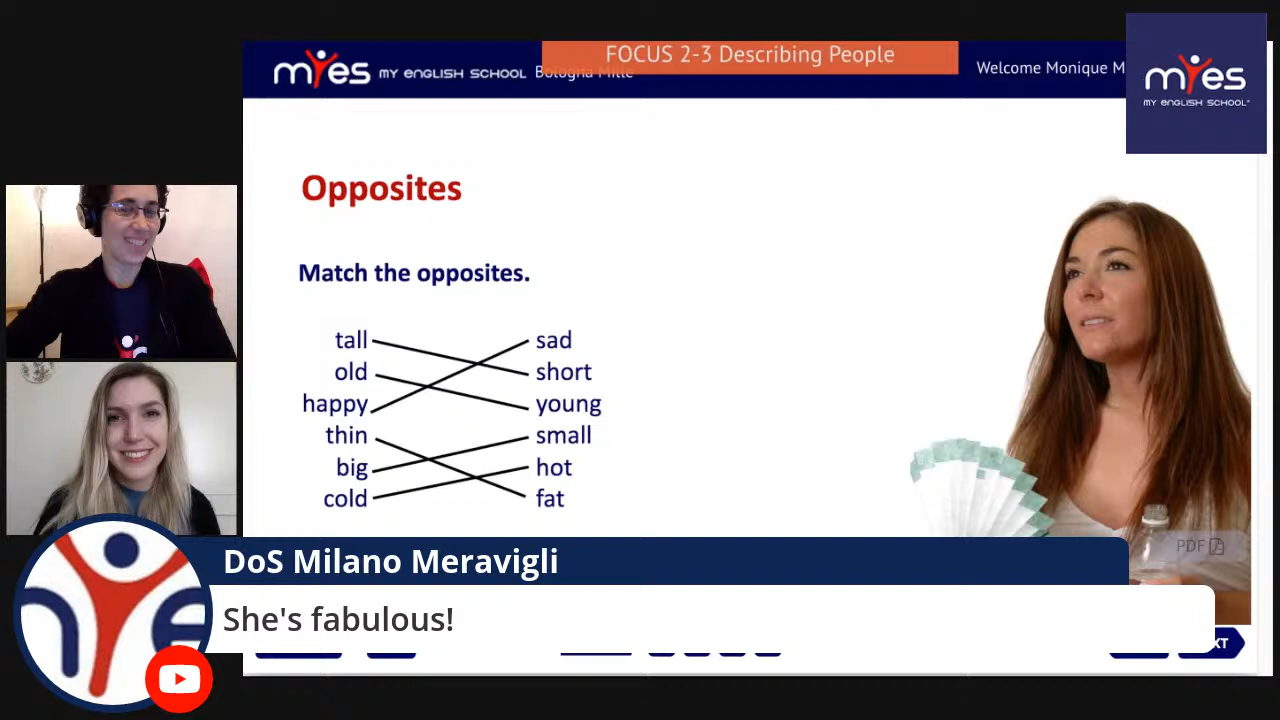 FOCUS 2-3 Describing People
myes MY ENGLISH SCHOOL Bologna Mille
Welcome Monique M
myes
MY ENGLISH SCHOOL
Opposites
Match the opposites.
tall sad
old short
happy young
thin small
big hot
cold fat
PDF
DoS Milano Meravigli
She's fabulous!
XT